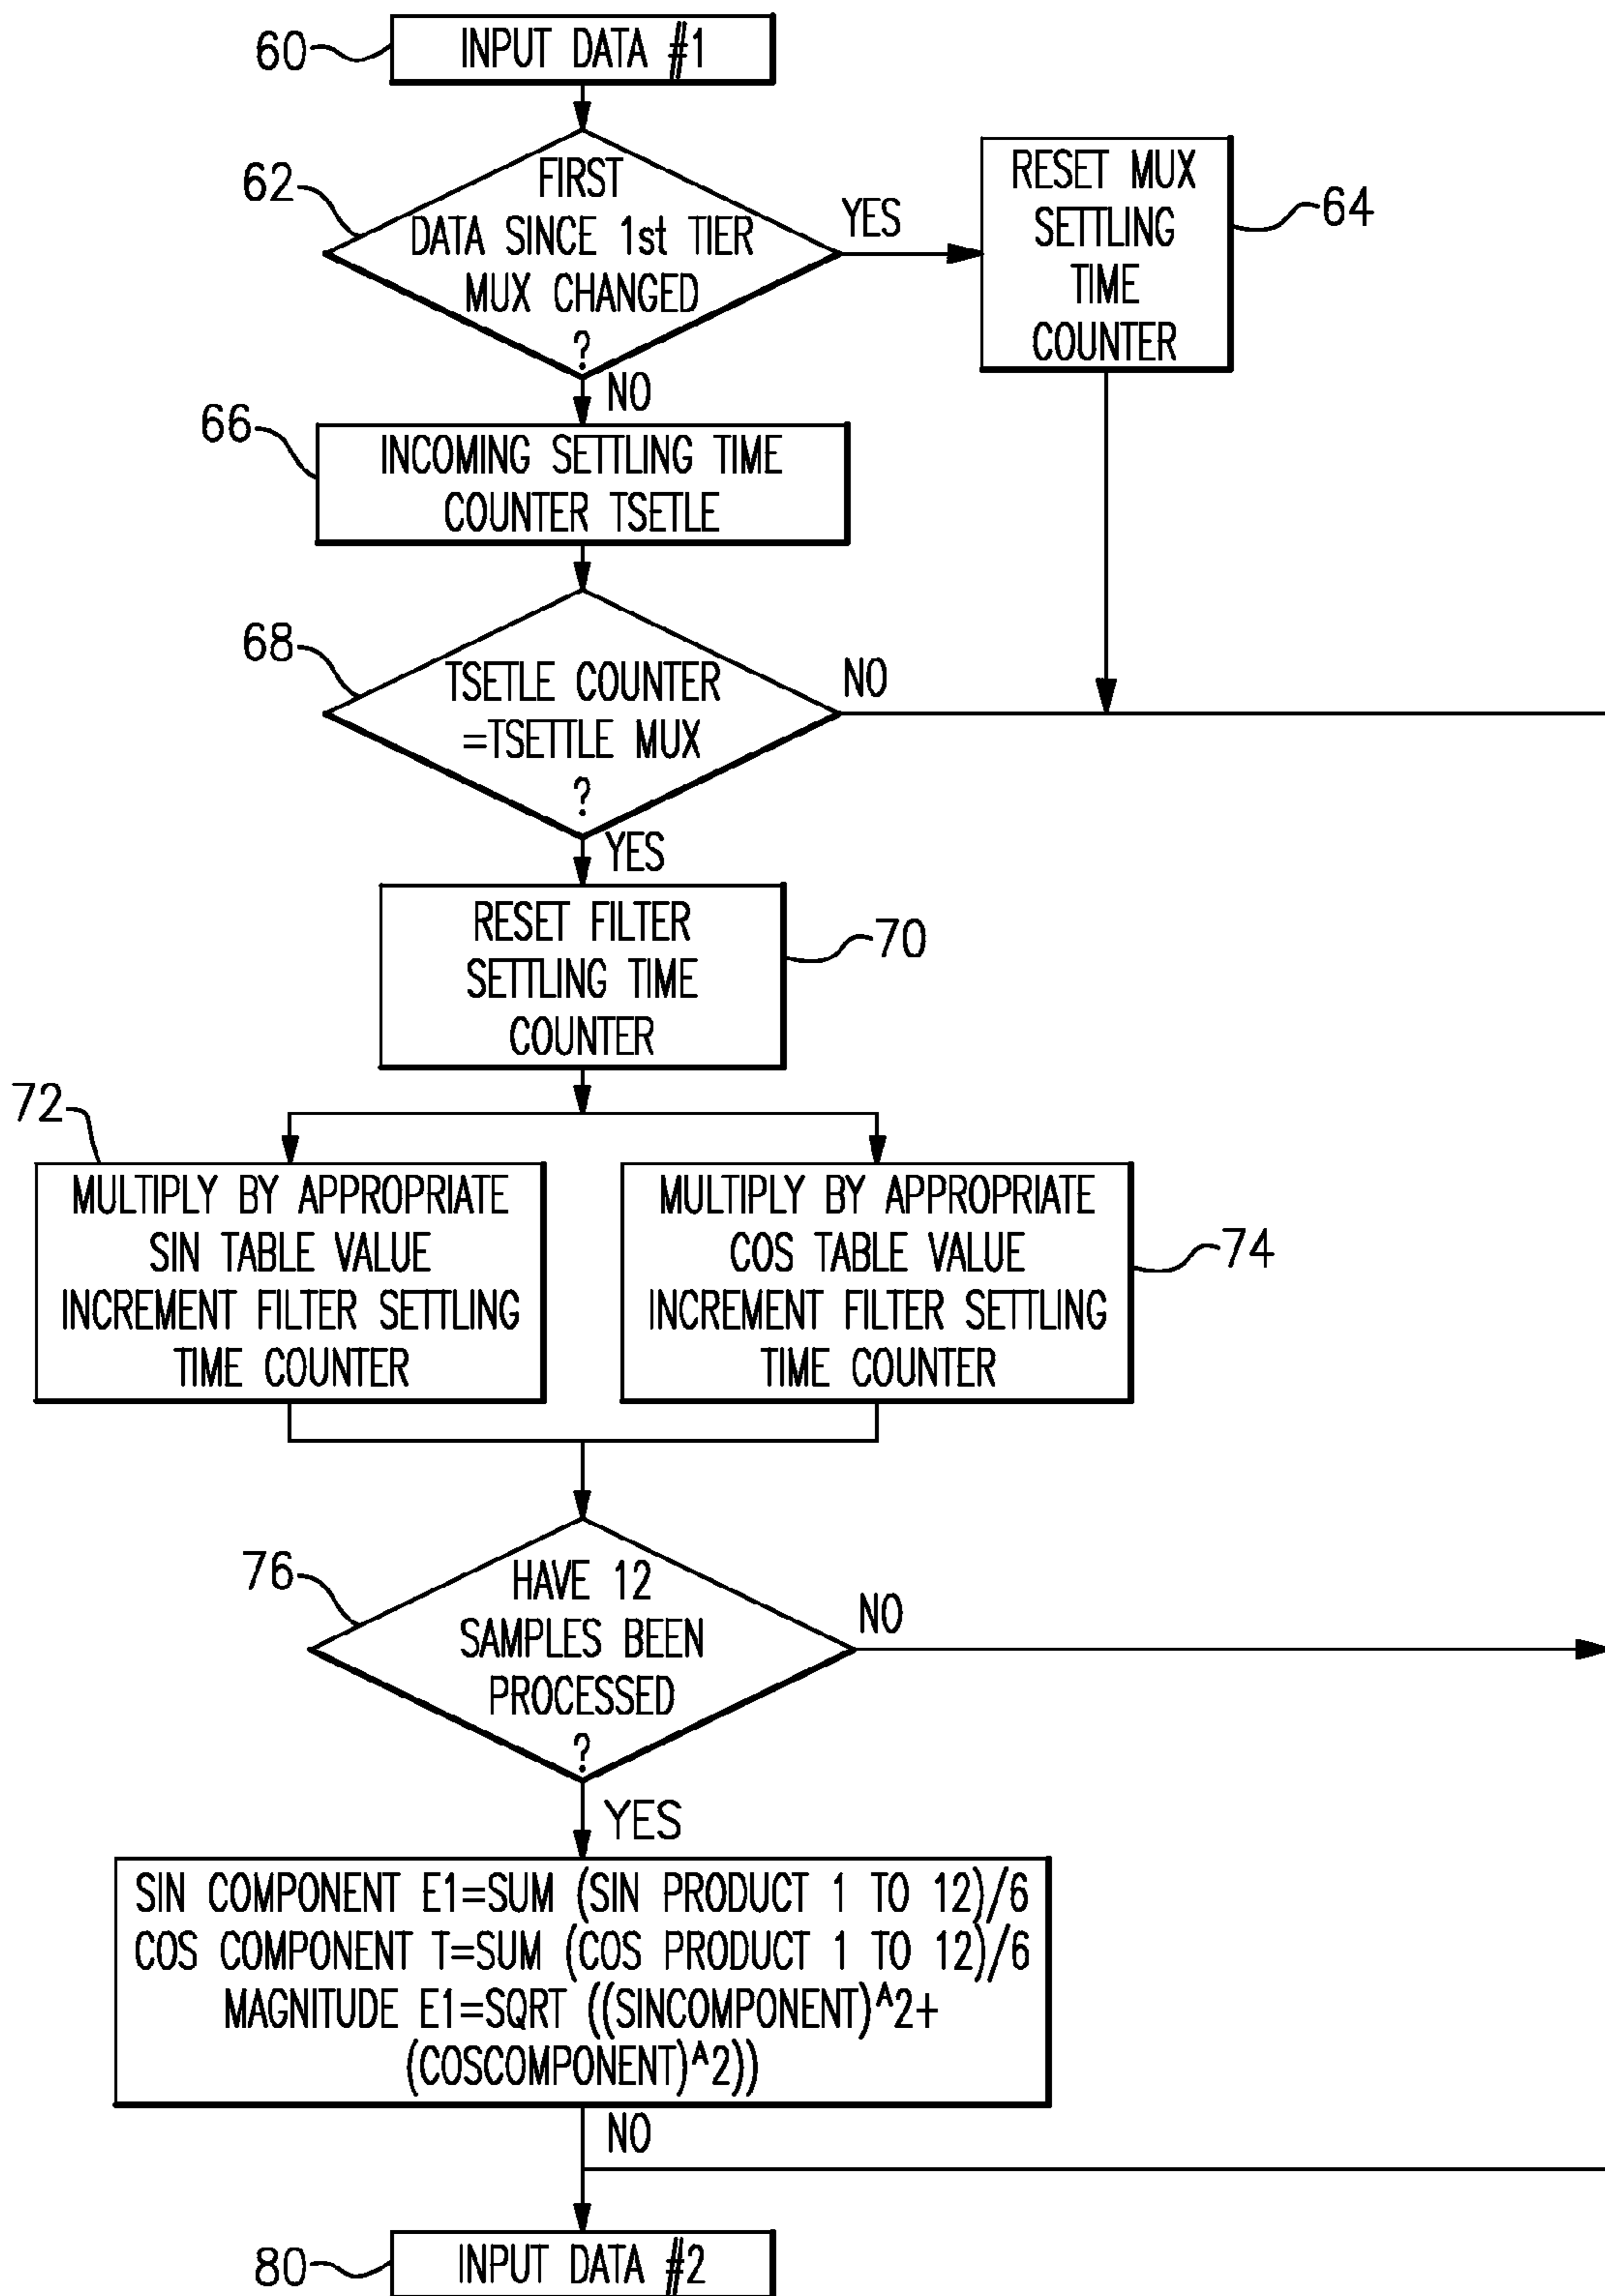 60
INPUT DATA #1
62
FIRST
DATA SINCE 1st TIER
MUX CHANGED
?
YES
RESET MUX
SETTLING
TIME
COUNTER
64
NO
66
INCOMING SETTLING TIME
COUNTER TSETLE
68
TSETLE COUNTER
=TSETTLE MUX
?
NO
YES
RESET FILTER
SETTLING TIME
COUNTER
70
72
MULTIPLY BY APPROPRIATE
SIN TABLE VALUE
INCREMENT FILTER SETTLING
TIME COUNTER
MULTIPLY BY APPROPRIATE
COS TABLE VALUE
INCREMENT FILTER SETTLING
TIME COUNTER
74
76
HAVE 12
SAMPLES BEEN
PROCESSED
?
NO
YES
SIN COMPONENT E1=SUM (SIN PRODUCT 1 TO 12)/6
COS COMPONENT T=SUM (COS PRODUCT 1 TO 12)/6
MAGNITUDE E1=SQRT ((SINCOMPONENT)^2+
(COSCOMPONENT)^2))
NO
80
INPUT DATA #2